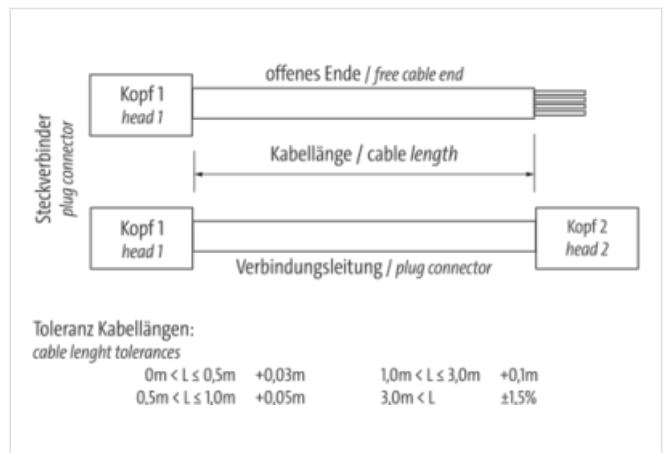 offenes Ende / free cable end
Kopf 1
head 1
Steckverbinder
plug connector
Kabellänge / cable length
Kopf 1
head 1
Kopf 2
head 2
Verbindungsleitung / plug connector
Toleranz Kabellängen:
cable lenght tolerances
0m < L ≤ 0,5m +0,03m 1,0m < L ≤ 3,0m +0,1m
0,5m < L ≤ 1,0m +0,05m 3,0m < L ±1,5%